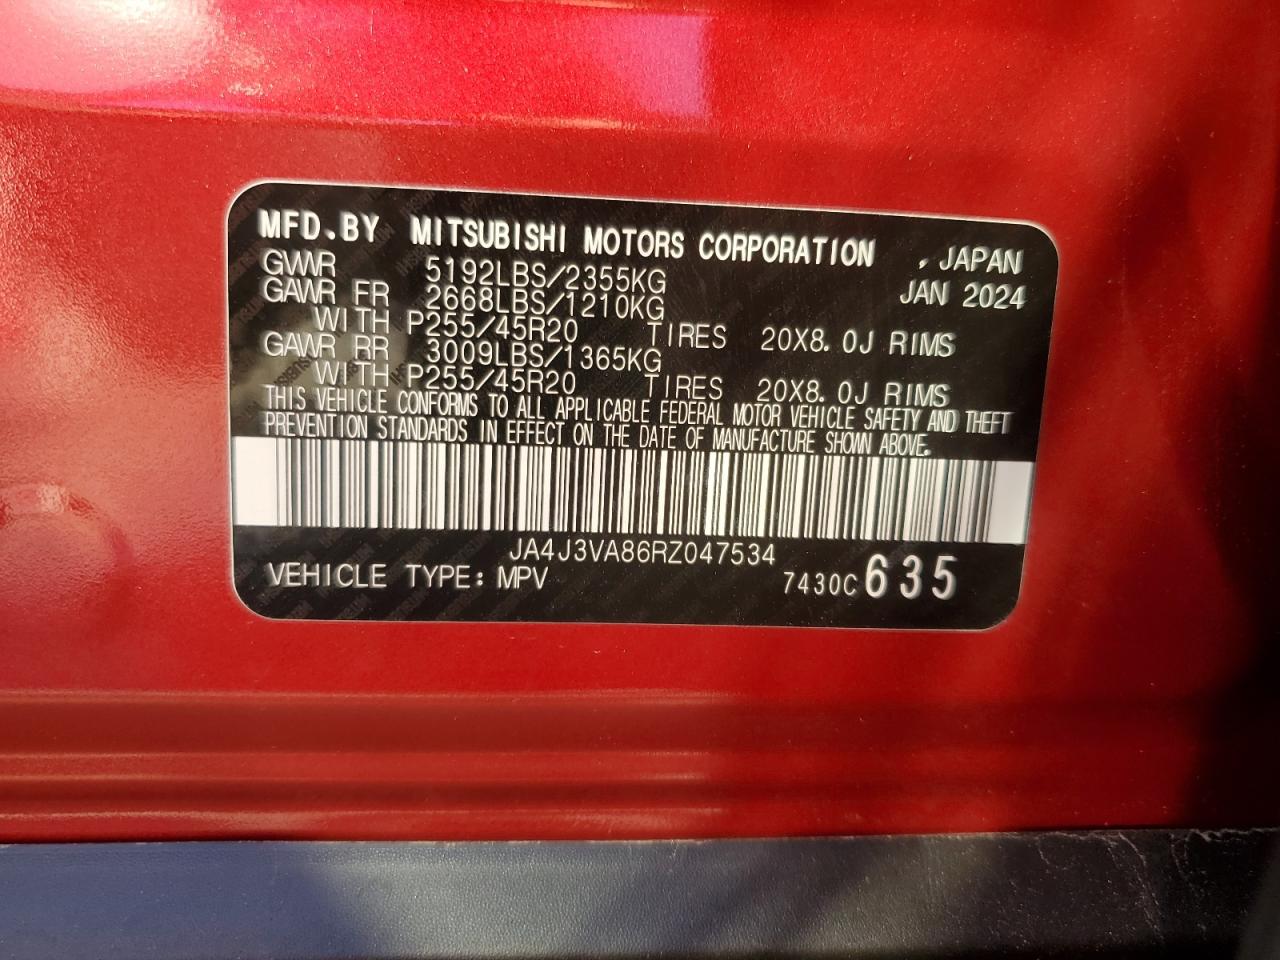 MFD.BY MITSUBISHI MOTORS CORPORATION , JAPAN
GVWR 5192LBS/2355KG JAN 2024
GAWR FR 2668LBS/1210KG
WITH P255/45R20 TIRES 20X8.0J RIMS
GAWR RR 3009LBS/1365KG
WITH P255/45R20 TIRES 20X8.0J RIMS
THIS VEHICLE CONFORMS TO ALL APPLICABLE FEDERAL MOTOR VEHICLE SAFETY AND THEFT
PREVENTION STANDARDS IN EFFECT ON THE DATE OF MANUFACTURE SHOWN ABOVE.
JA4J3VA86RZ047534
VEHICLE TYPE: MPV 7430C 635